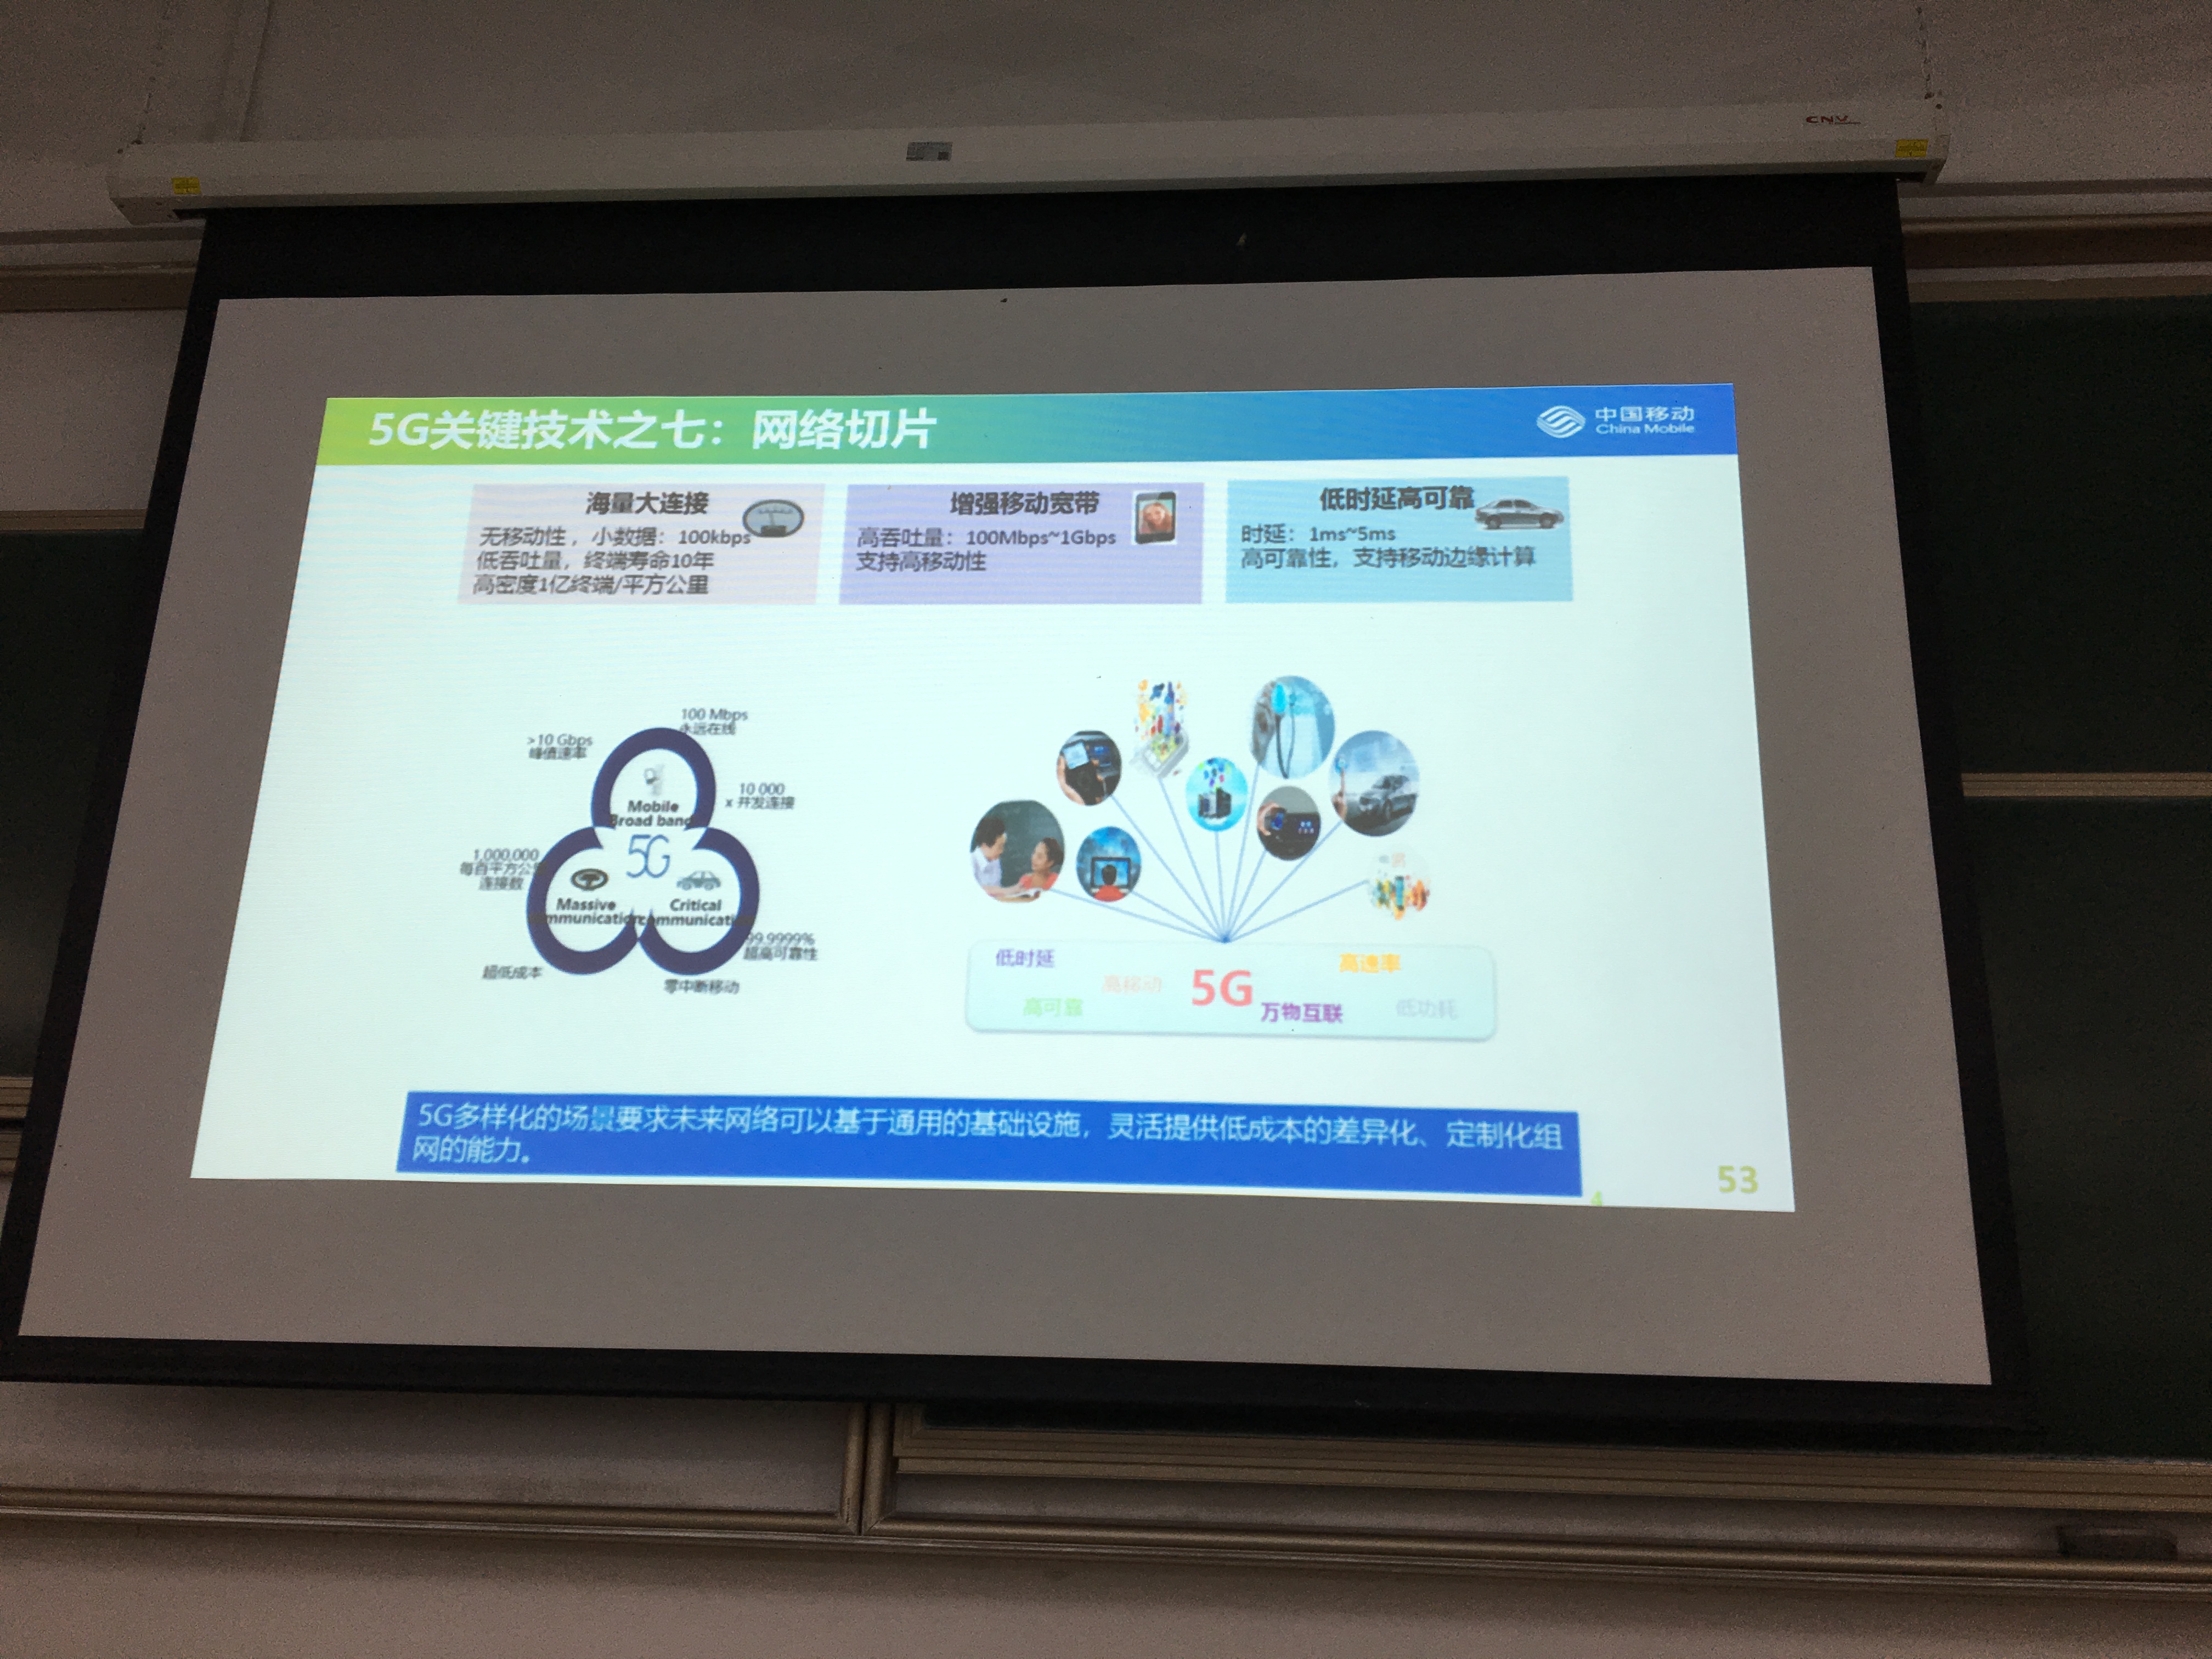 CNV
5G关键技术之七：网络切片
中国移动
China Mobile
海量大连接
无移动性，小数据：100kbps
低吞吐量，终端寿命10年
高密度1亿终端/平方公里
增强移动宽带
高吞吐量：100Mbps~1Gbps
支持高移动性
低时延高可靠
时延：1ms~5ms
高可靠性，支持移动边缘计算
100 Mbps
永远在线
>10 Gbps
峰值速率
10 000
x 并发连接
Mobile
Broad band
5G
1,000,000
每百平方公
连接数
Massive
mmunication
Critical
communicati
99.9999%
超高可靠性
超低成本
零中断移动
低时延
高移动
高可靠
5G
高速率
万物互联
低功耗
5G多样化的场景要求未来网络可以基于通用的基础设施，灵活提供低成本的差异化、定制化组
网的能力。
4
53